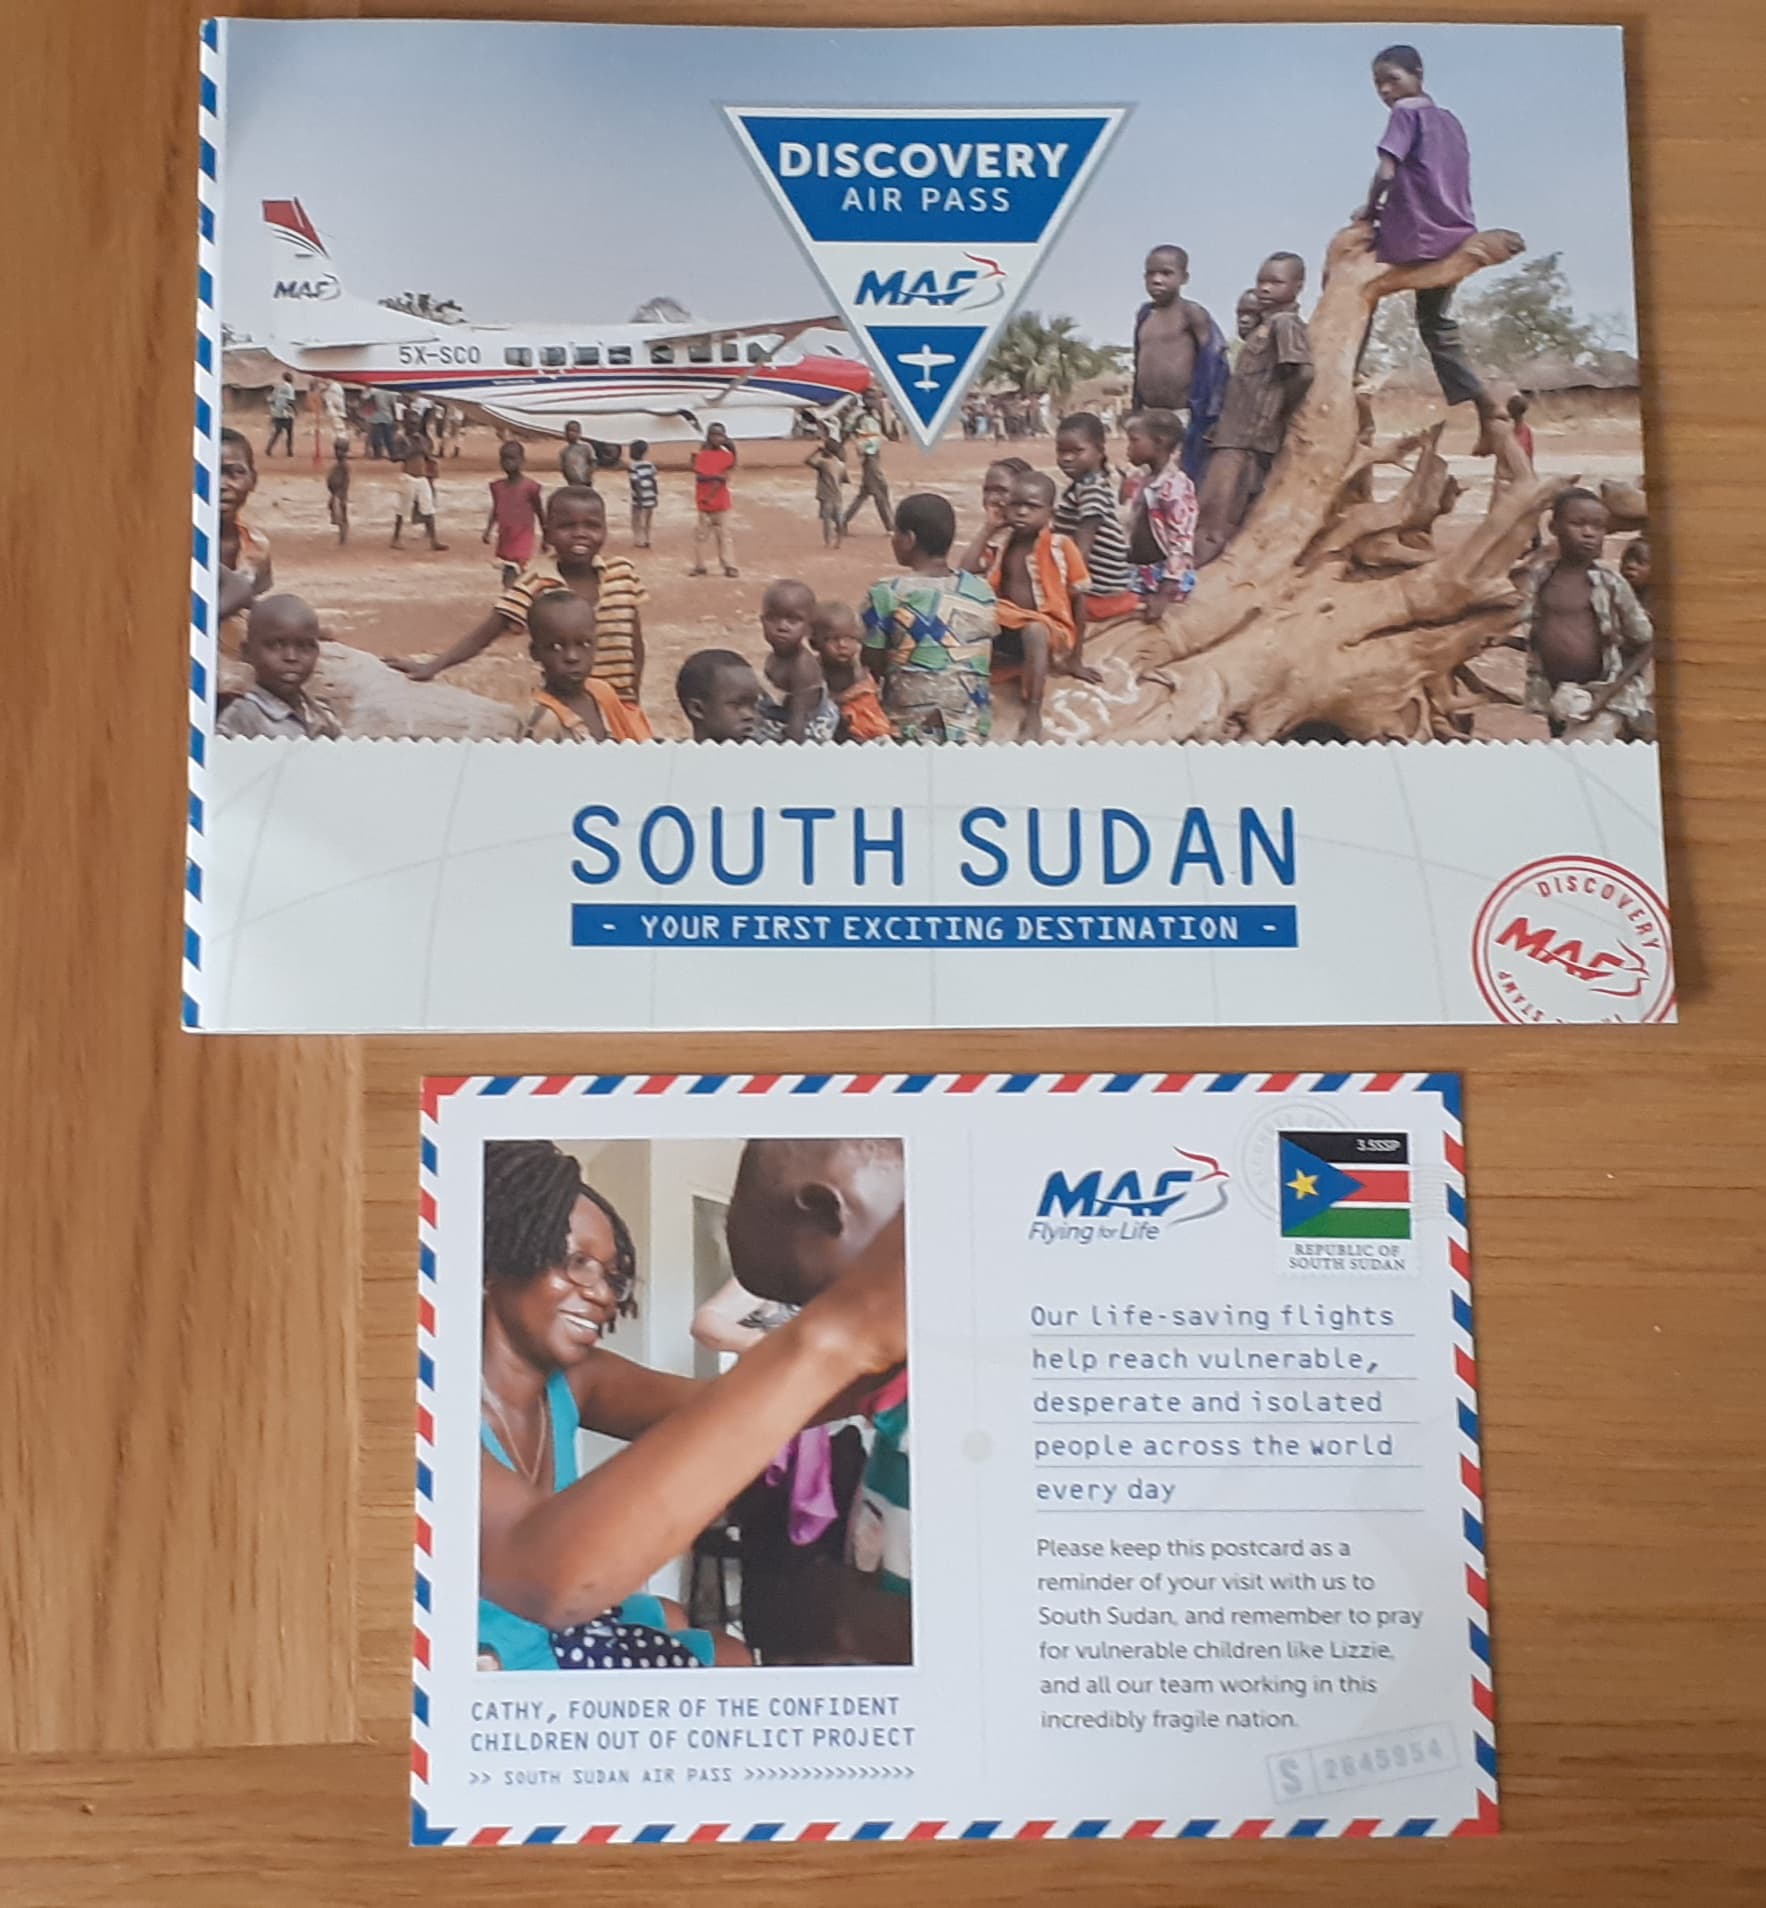 DISCOVERY
AIR PASS
MAF
MAF
5X-SCO
SOUTH SUDAN
- YOUR FIRST EXCITING DESTINATION -
DISCOVERY
MAF
STAMP
MAF
Flying for Life
3.5SSP
REPUBLIC OF
SOUTH SUDAN
Our life-saving flights
help reach vulnerable,
desperate and isolated
people across the world
every day
Please keep this postcard as a
reminder of your visit with us to
South Sudan, and remember to pray
for vulnerable children like Lizzie,
and all our team working in this
incredibly fragile nation.
S 2645954
CATHY, FOUNDER OF THE CONFIDENT
CHILDREN OUT OF CONFLICT PROJECT
>> SOUTH SUDAN AIR PASS >>>>>>>>>>>>>>>